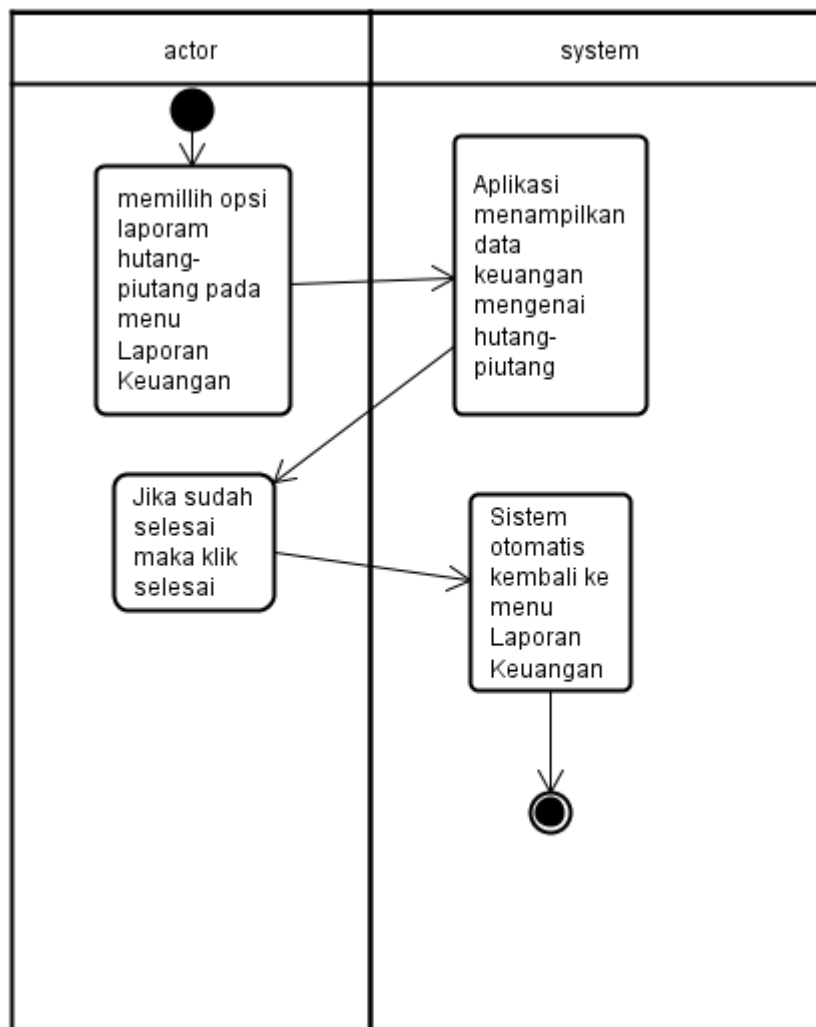 actor
system
memillih opsi
laporam
hutang-
piutang pada
menu
Laporan
Keuangan
Aplikasi
menampilkan
data
keuangan
mengenai
hutang-
piutang
Jika sudah
selesai
maka klik
selesai
Sistem
otomatis
kembali ke
menu
Laporan
Keuangan